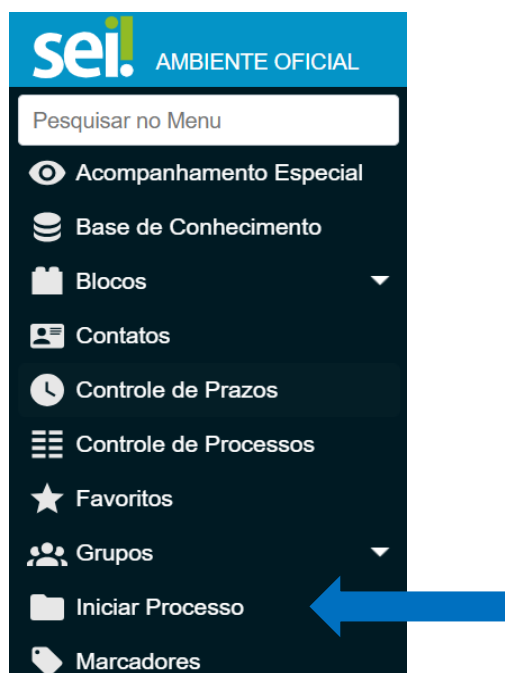 sei! AMBIENTE OFICIAL
Pesquisar no Menu
Acompanhamento Especial
Base de Conhecimento
Blocos
Contatos
Controle de Prazos
Controle de Processos
Favoritos
Grupos
Iniciar Processo
Marcadores